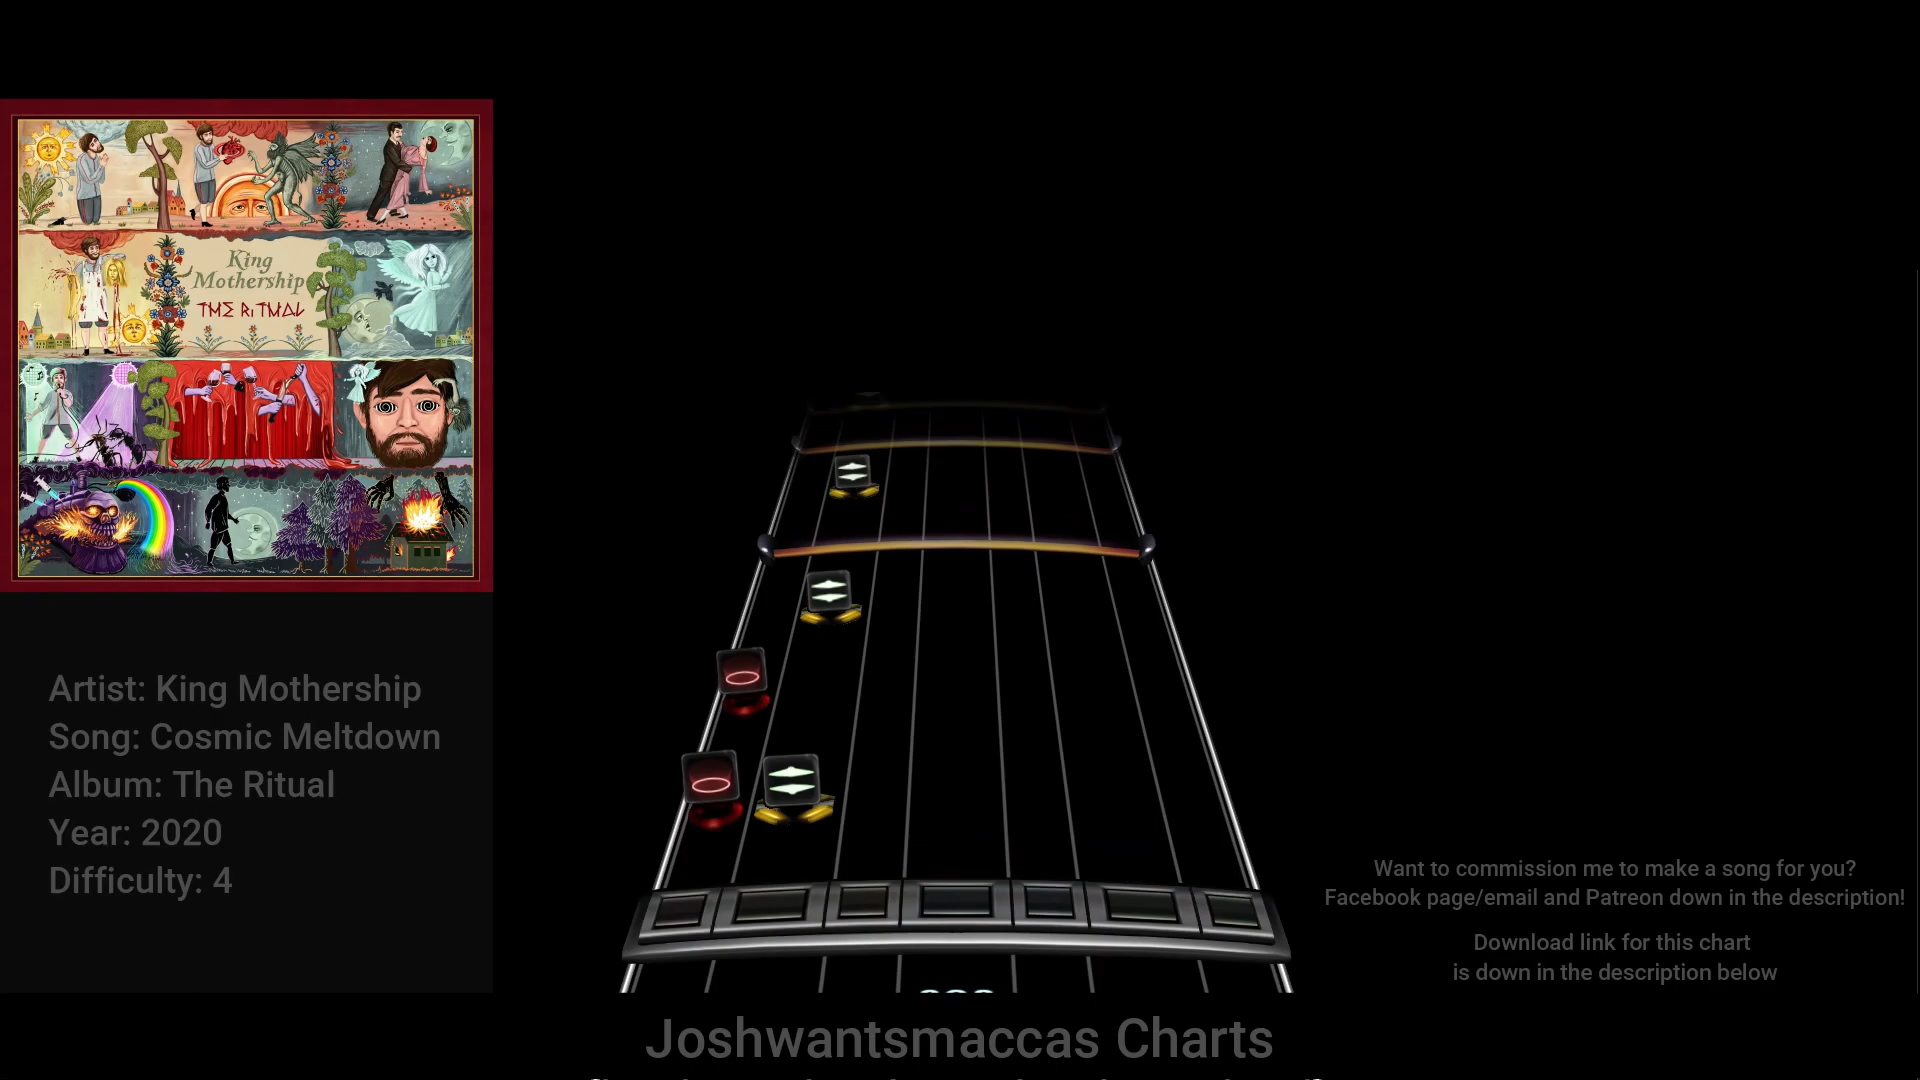 King
Mothership
THE RITUAL
Artist: King Mothership
Song: Cosmic Meltdown
Album: The Ritual
Year: 2020
Difficulty: 4
Want to commission me to make a song for you?
Facebook page/email and Patreon down in the description!
Download link for this chart
is down in the description below
Joshwantsmaccas Charts